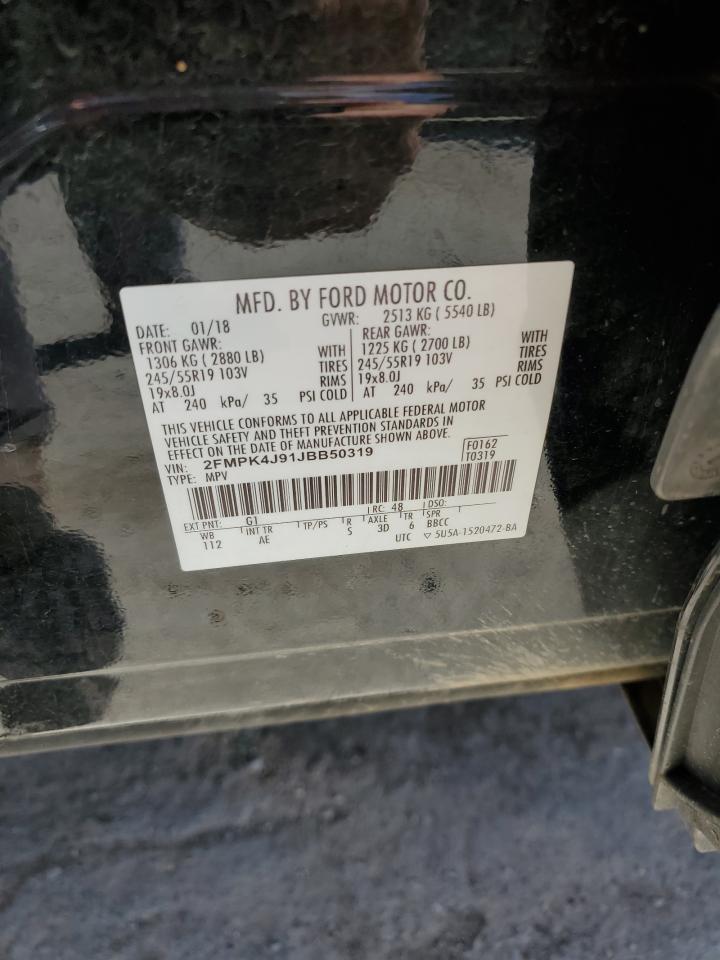 MFD. BY FORD MOTOR CO.
DATE: 01/18 GVWR: 2513 KG ( 5540 LB)
FRONT GAWR: REAR GAWR:
1306 KG ( 2880 LB) WITH 1225 KG ( 2700 LB) WITH
245/55R19 103V TIRES 245/55R19 103V TIRES
19x8.0J RIMS 19x8.0J RIMS
AT 240 kPa/ 35 PSI COLD AT 240 kPa/ 35 PSI COLD
THIS VEHICLE CONFORMS TO ALL APPLICABLE FEDERAL MOTOR
VEHICLE SAFETY AND THEFT PREVENTION STANDARDS IN
EFFECT ON THE DATE OF MANUFACTURE SHOWN ABOVE.
VIN: 2FMPK4J91JBB50319 F0162
TYPE: MPV T0319
EXT PNT: G1 RC: 48 DSO:
WB INT TR TP/PS R AXLE TR SPR
112 AE S 3D 6 BBCC
UTC ▽ 5U5A-1520472-BA